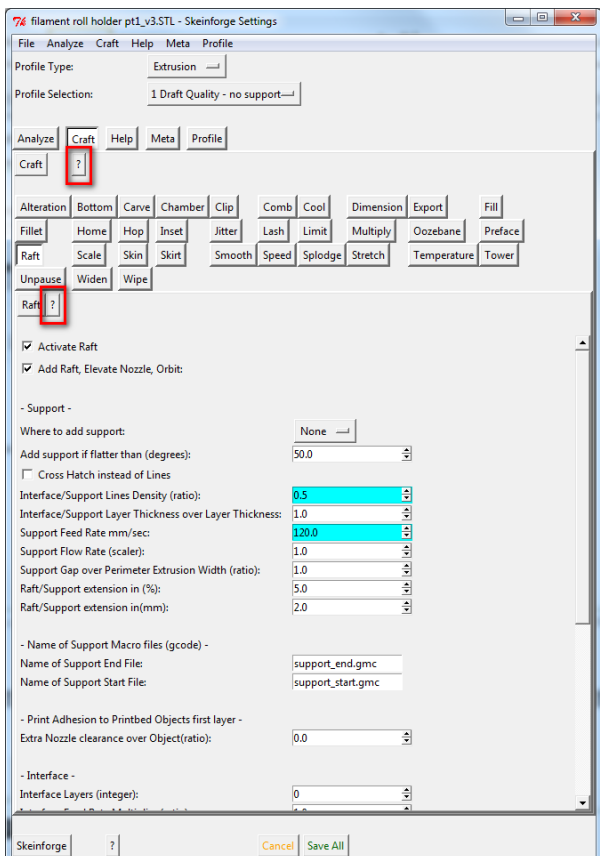 filament roll holder pt1_v3.STL - Skeinforge Settings
File Analyze Craft Help Meta Profile
Profile Type: Extrusion
Profile Selection: 1 Draft Quality - no support
Analyze Craft Help Meta Profile
Craft ?
Alteration Bottom Carve Chamber Clip Comb Cool Dimension Export Fill
Fillet Home Hop Inset Jitter Lash Limit Multiply Oozebane Preface
Raft Scale Skin Skirt Smooth Speed Splodge Stretch Temperature Tower
Unpause Widen Wipe
Raft ?
Activate Raft
Add Raft, Elevate Nozzle, Orbit:
- Support -
Where to add support: None
Add support if flatter than (degrees): 50.0
Cross Hatch instead of Lines
Interface/Support Lines Density (ratio): 0.5
Interface/Support Layer Thickness over Layer Thickness: 1.0
Support Feed Rate mm/sec: 120.0
Support Flow Rate (scaler): 1.0
Support Gap over Perimeter Extrusion Width (ratio): 1.0
Raft/Support extension in (%): 5.0
Raft/Support extension in(mm): 2.0
- Name of Support Macro files (gcode) -
Name of Support End File: support_end.gmc
Name of Support Start File: support_start.gmc
- Print Adhesion to Printbed Objects first layer -
Extra Nozzle clearance over Object(ratio): 0.0
- Interface -
Interface Layers (integer): 0
Skeinforge ? Cancel Save All